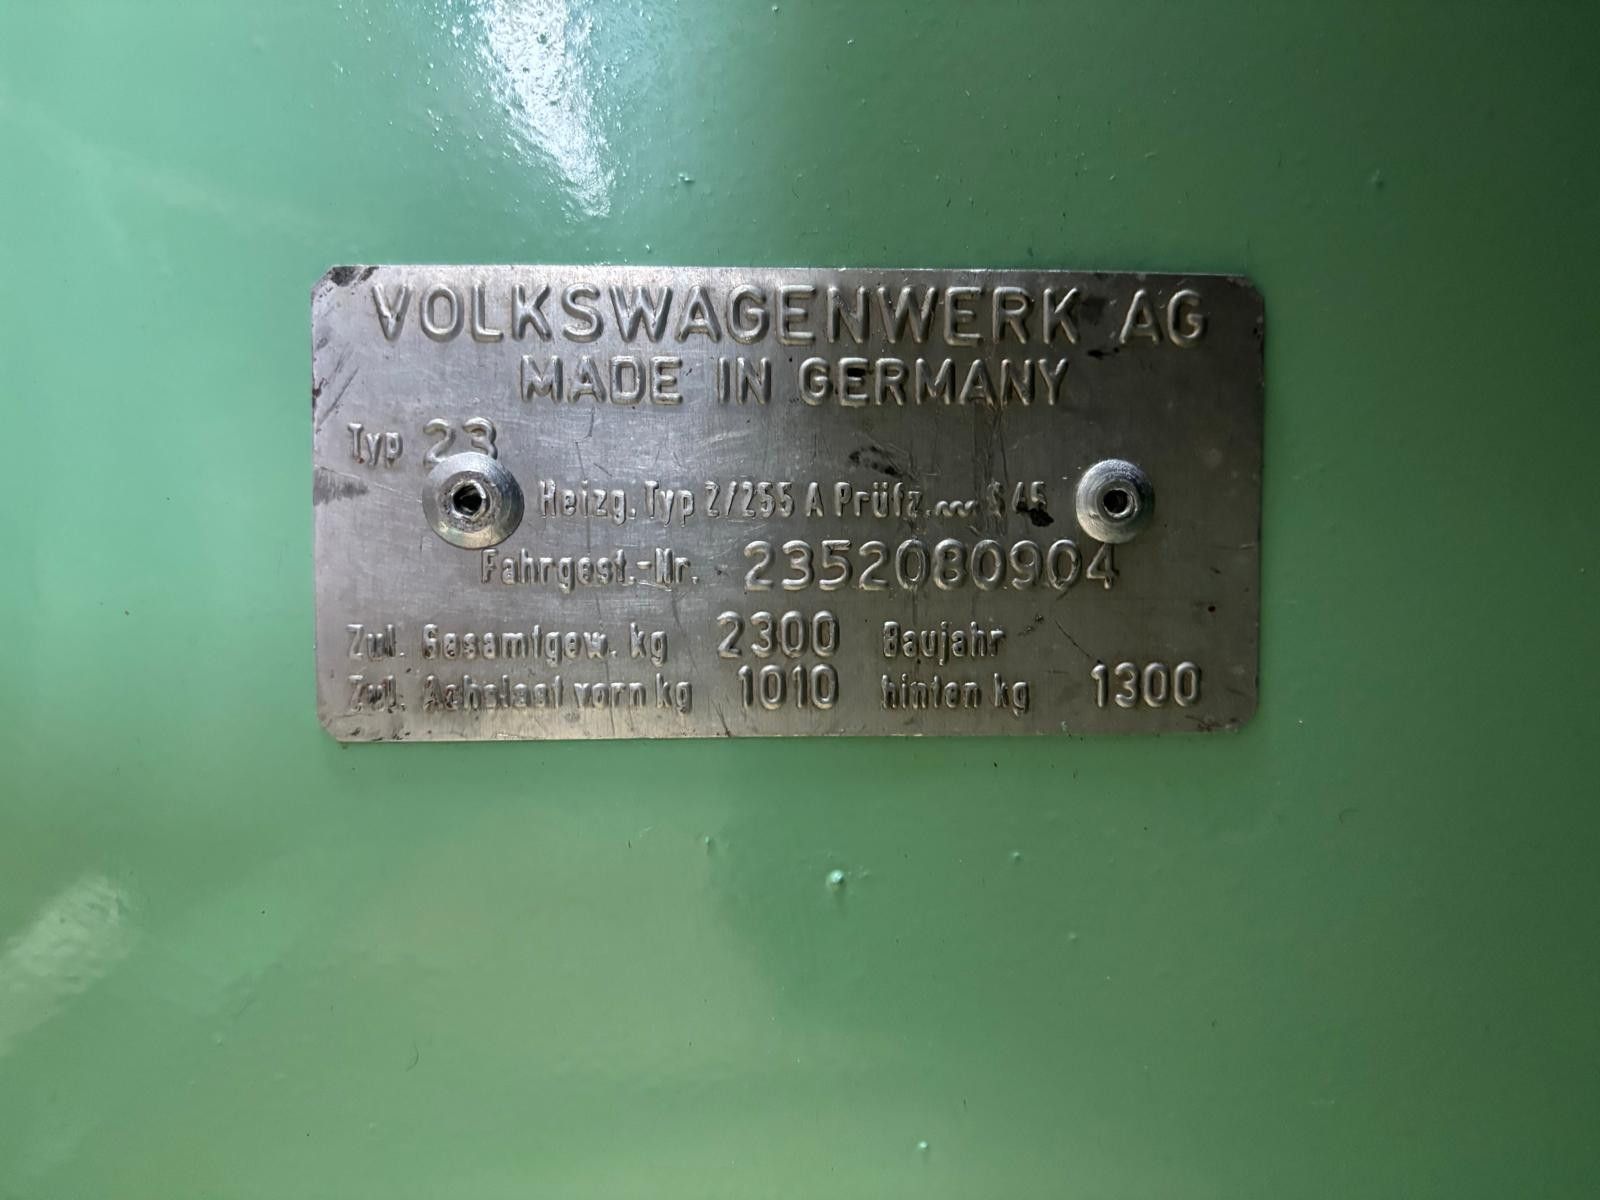 VOLKSWAGENWERK AG
MADE IN GERMANY
Typ 23
Heizg. Typ 2/255 A Prüfz. ~~~ S 45
Fahrgest.-Nr. 2352080904
Zul. Gesamtgew. kg 2300 Baujahr
Zul. Achslast vorn kg 1010 hinten kg 1300